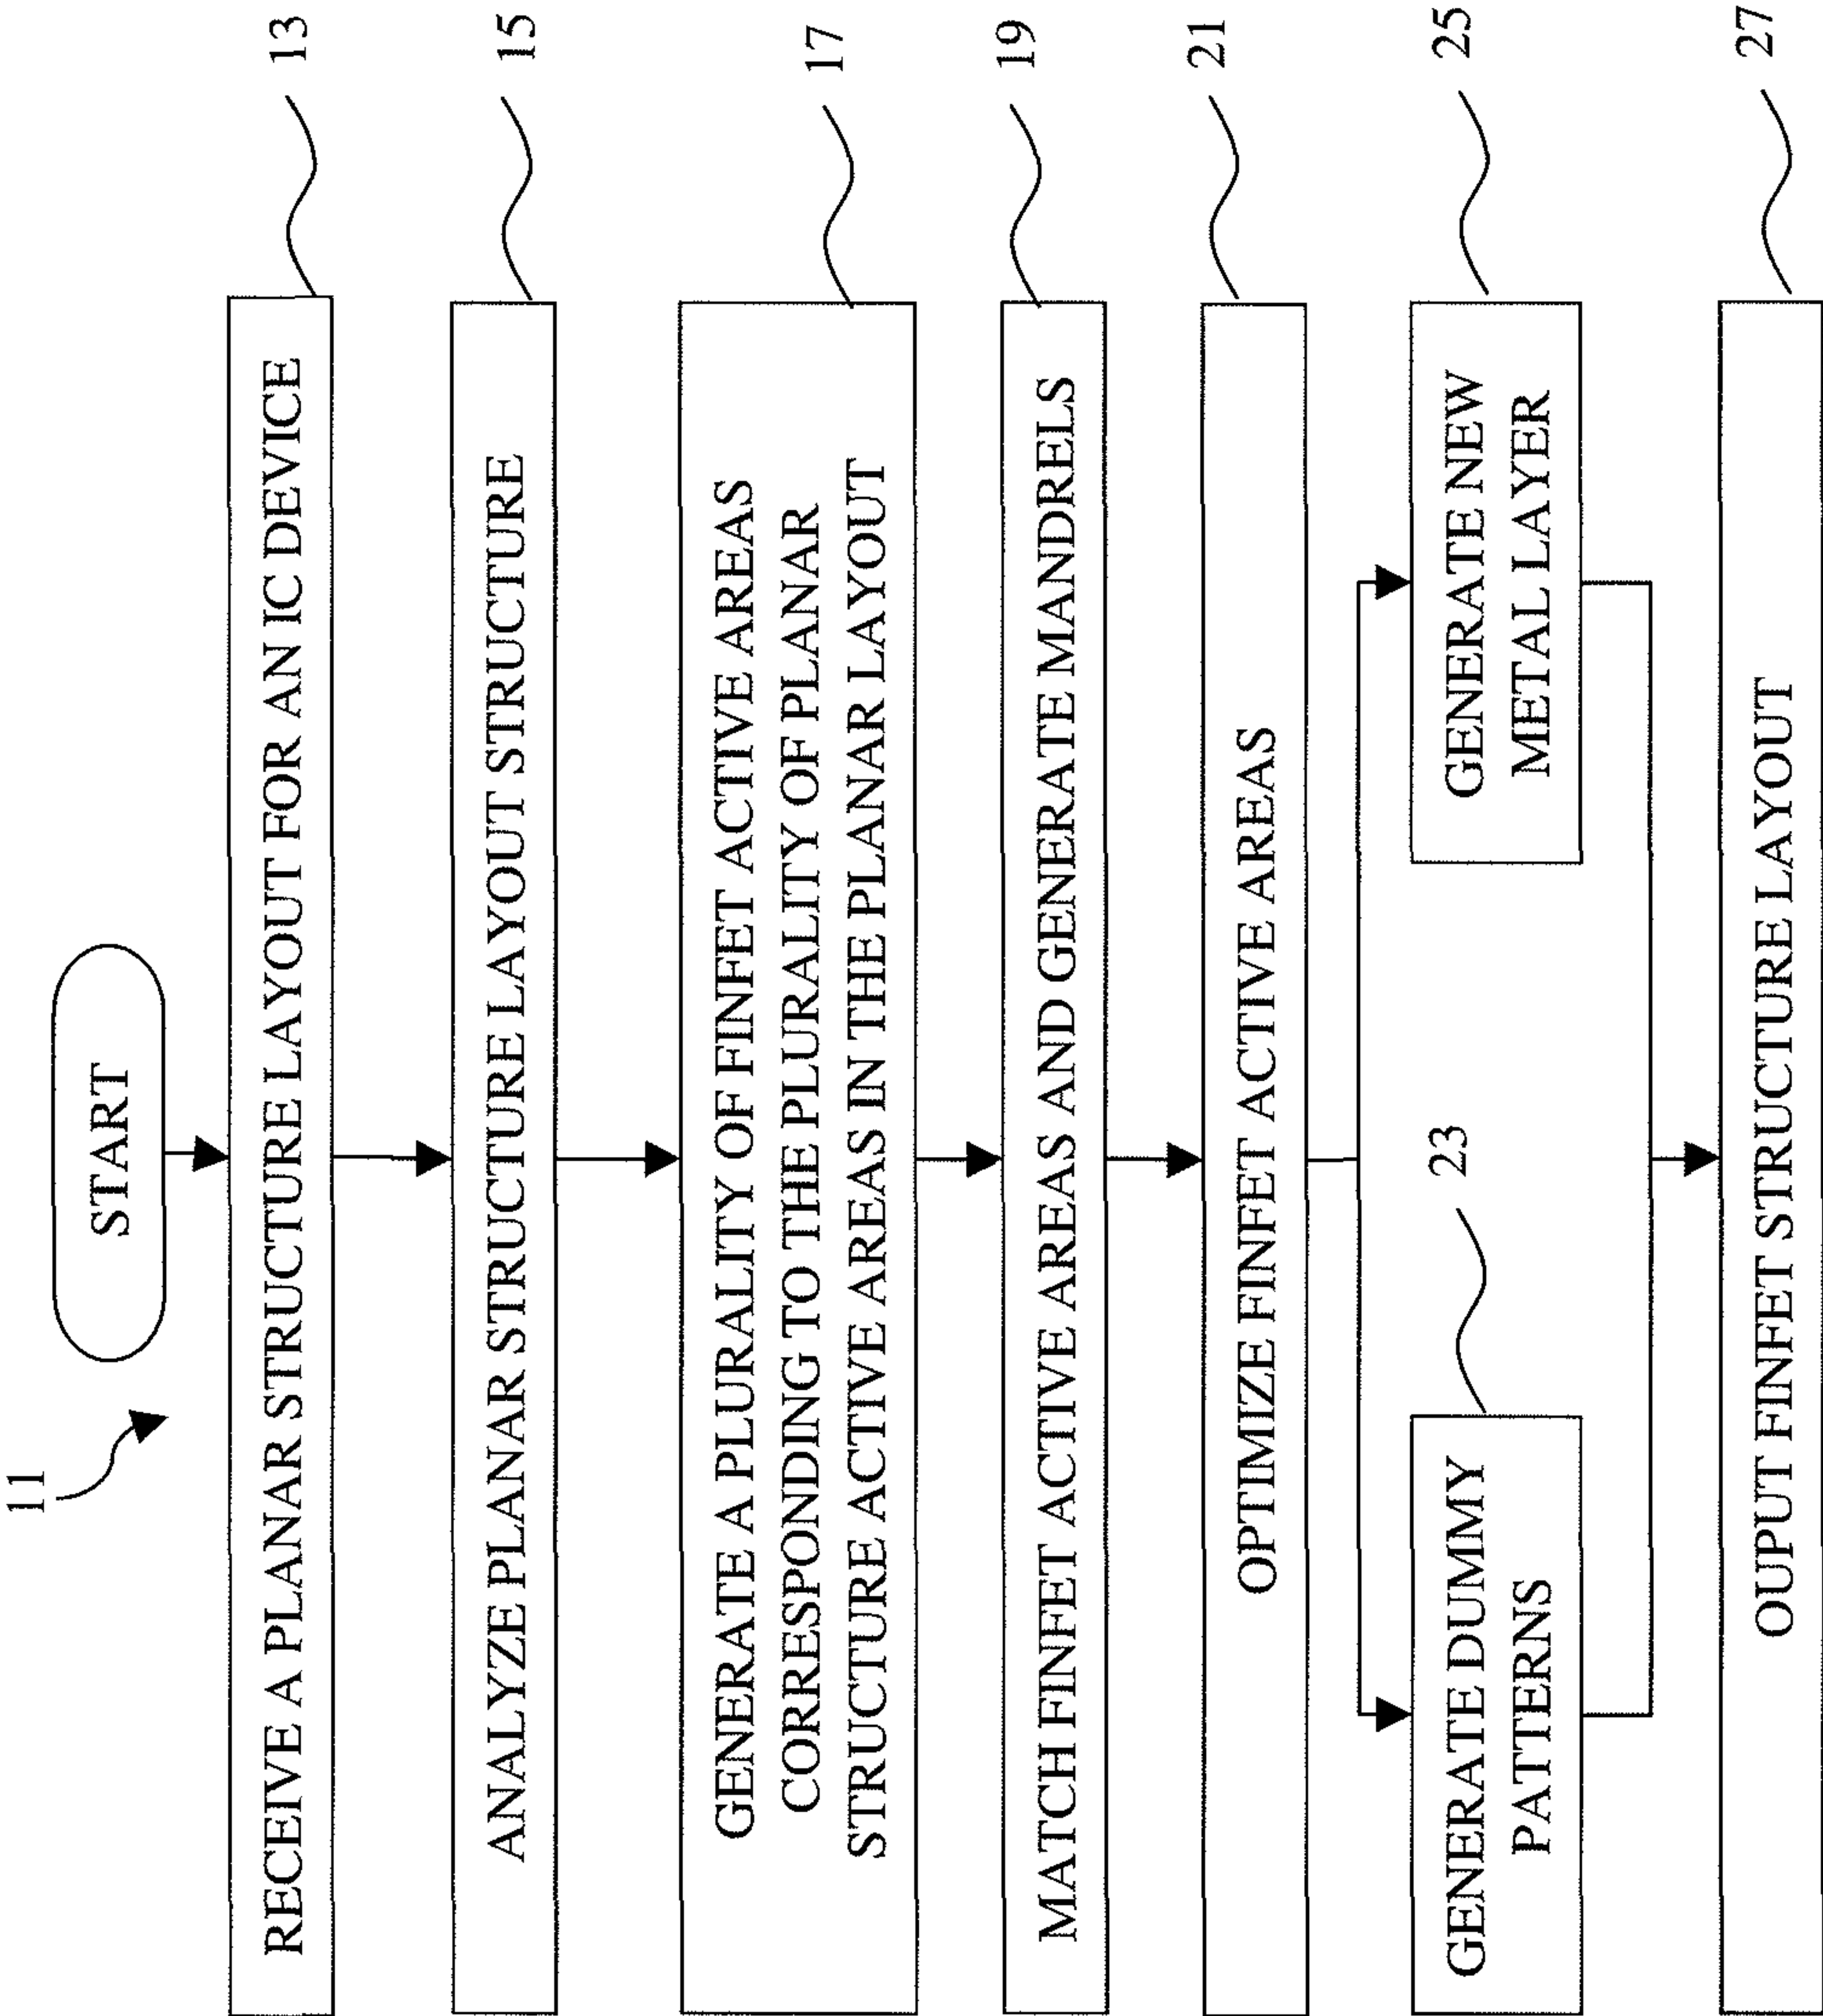 11
START
RECEIVE A PLANAR STRUCTURE LAYOUT FOR AN IC DEVICE
13
ANALYZE PLANAR STRUCTURE LAYOUT STRUCTURE
15
GENERATE A PLURALITY OF FINFET ACTIVE AREAS
CORRESPONDING TO THE PLURALITY OF PLANAR
STRUCTURE ACTIVE AREAS IN THE PLANAR LAYOUT
17
MATCH FINFET ACTIVE AREAS AND GENERATE MANDRELS
19
OPTIMIZE FINFET ACTIVE AREAS
21
GENERATE DUMMY
PATTERNS
23
GENERATE NEW
METAL LAYER
25
OUPUT FINFET STRUCTURE LAYOUT
27